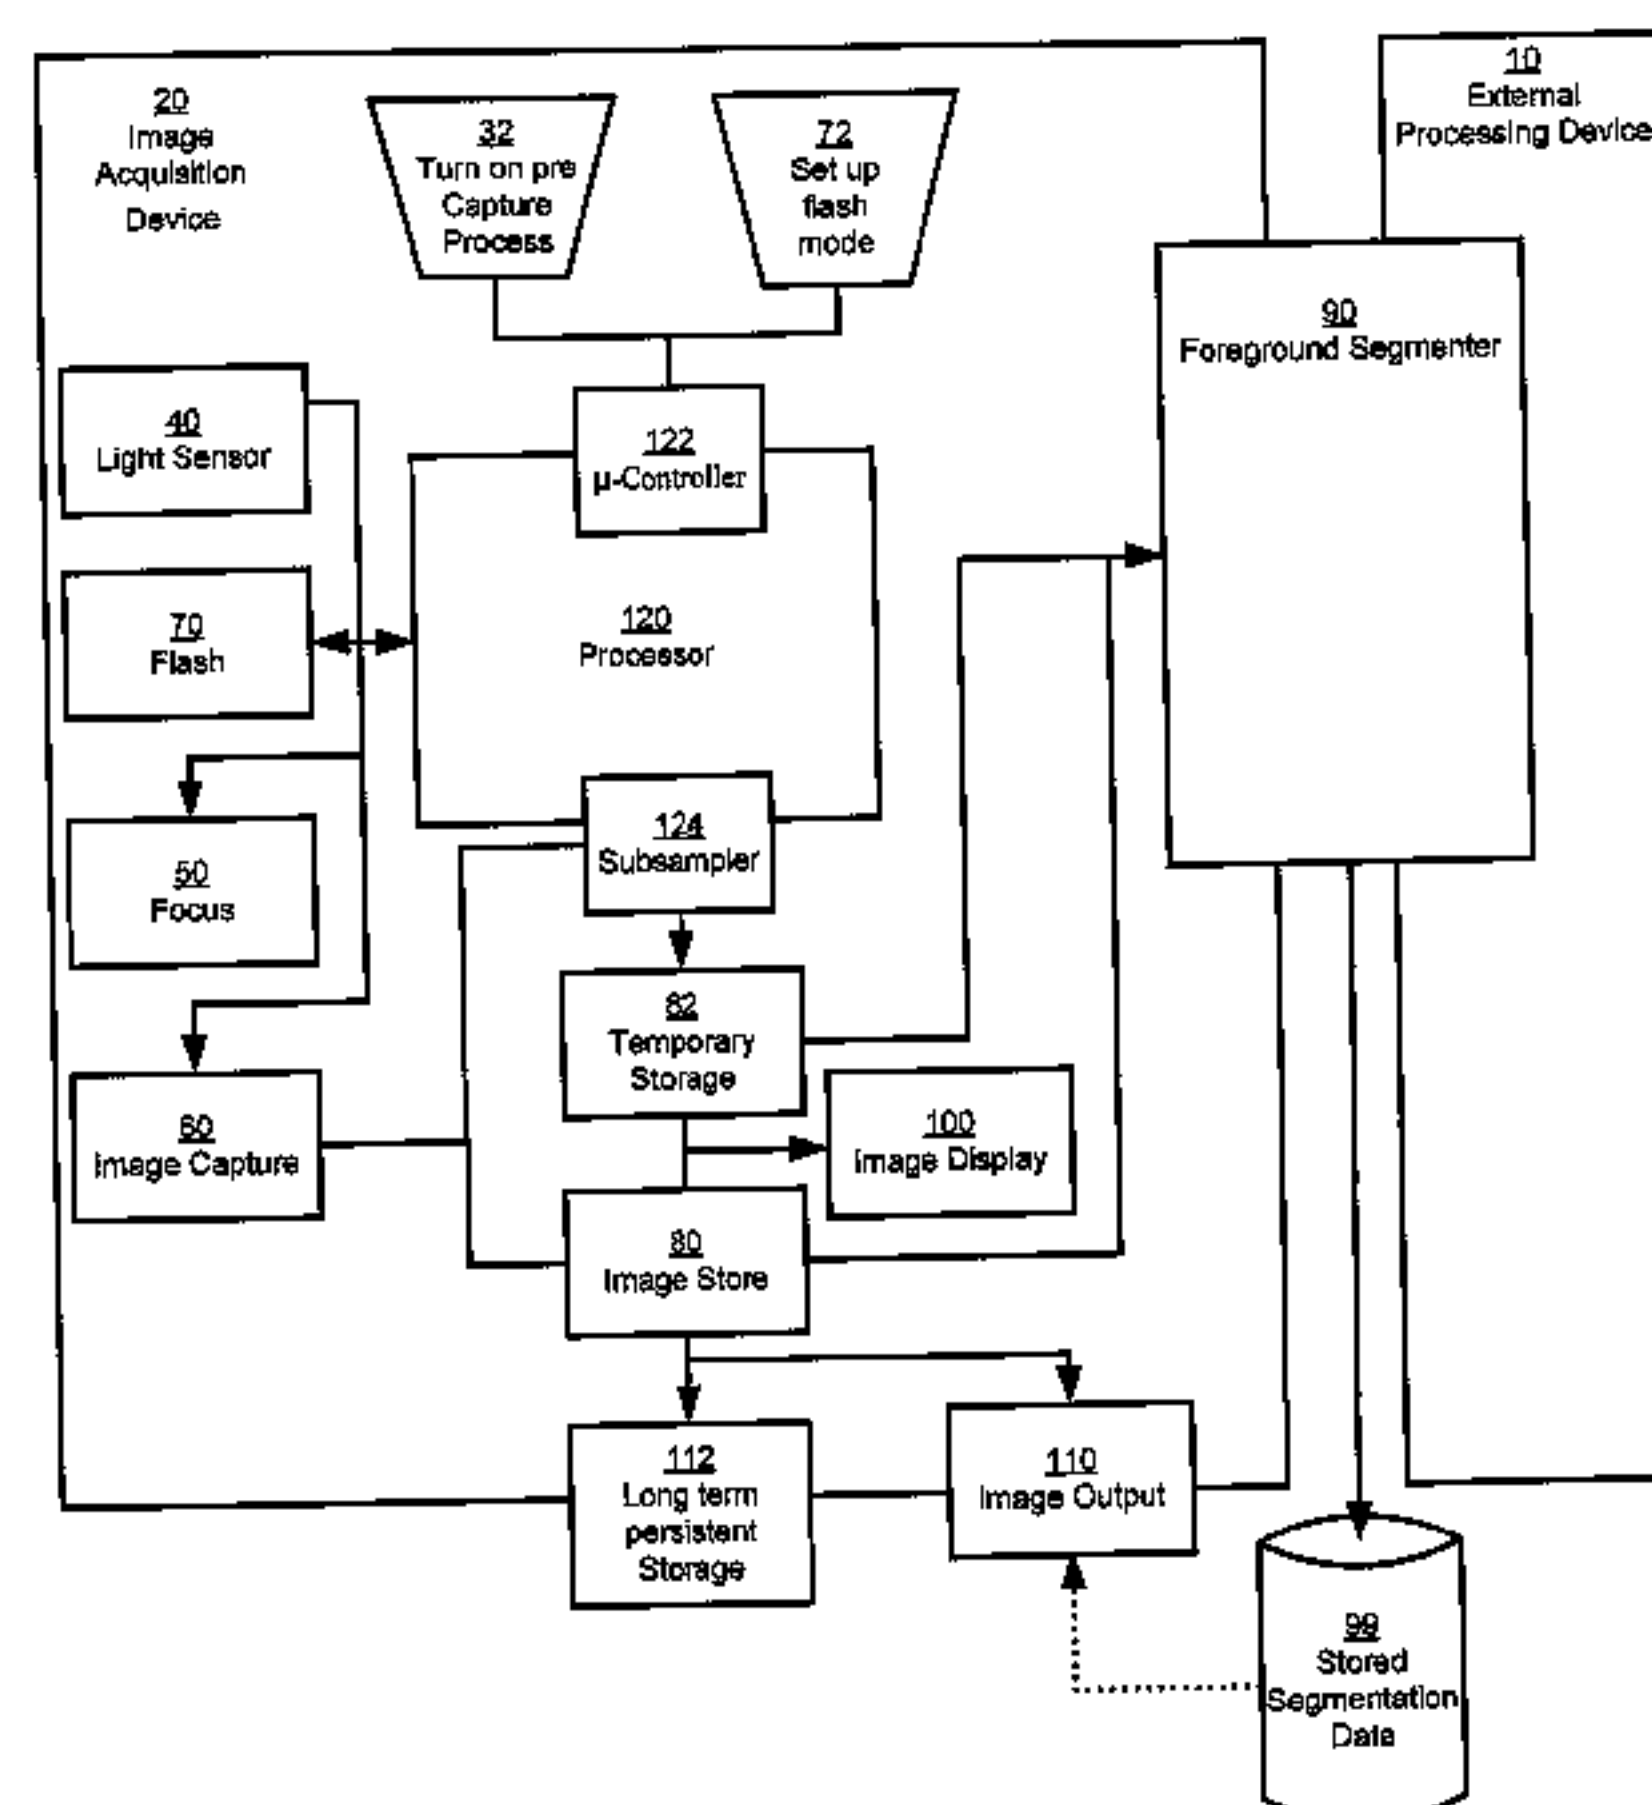 20
Image
Acquisition
Device
32
Turn on pre
Capture
Process
72
Set up
flash
mode
10
External
Processing Device
90
Foreground Segmenter
40
Light Sensor
122
µ-Controller
70
Flash
120
Processor
50
Focus
124
Subsampler
82
Temporary
Storage
60
Image Capture
100
Image Display
80
Image Store
112
Long term
persistent
Storage
110
Image Output
99
Stored
Segmentation
Data